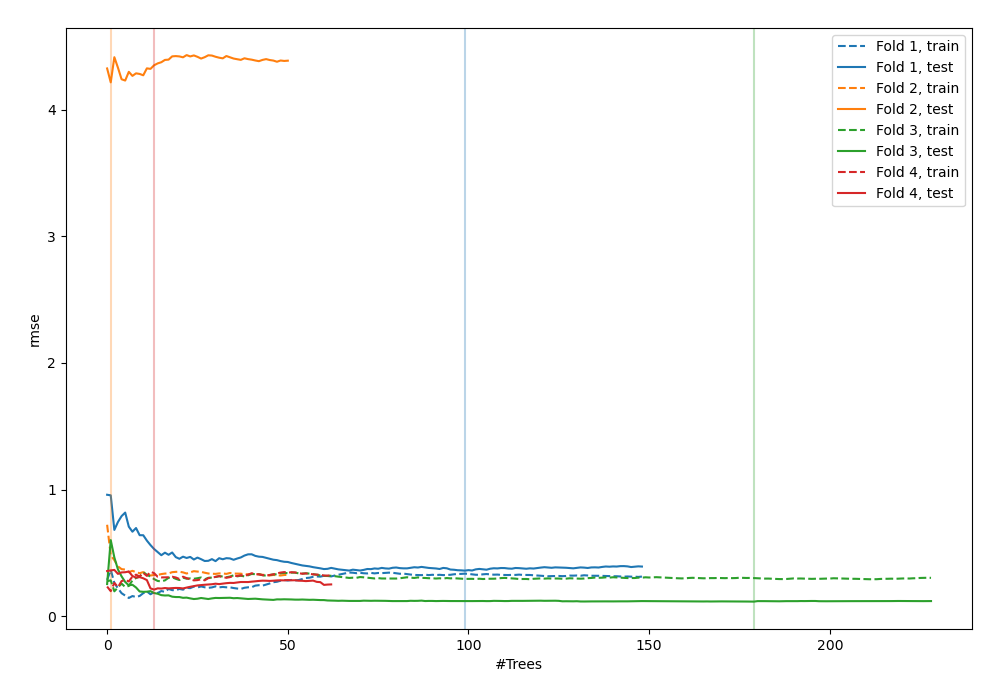 Fold 1, train
Fold 1, test
Fold 2, train
Fold 2, test
Fold 3, train
Fold 3, test
Fold 4, train
Fold 4, test
4
3
2
1
0
rmse
0 50 100 150 200
#Trees